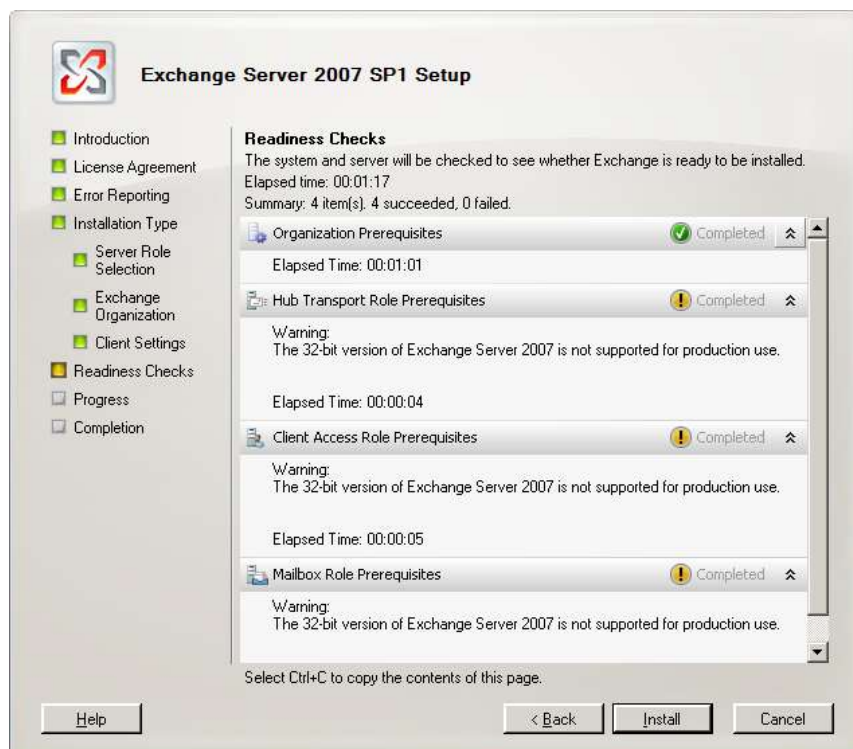 Exchange Server 2007 SP1 Setup
Introduction
License Agreement
Error Reporting
Installation Type
Server Role
Selection
Exchange
Organization
Client Settings
Readiness Checks
Progress
Completion
Readiness Checks
The system and server will be checked to see whether Exchange is ready to be installed.
Elapsed time: 00:01:17
Summary: 4 item(s). 4 succeeded, 0 failed.
Organization Prerequisites Completed
Elapsed Time: 00:01:01
Hub Transport Role Prerequisites Completed
Warning:
The 32-bit version of Exchange Server 2007 is not supported for production use.
Elapsed Time: 00:00:04
Client Access Role Prerequisites Completed
Warning:
The 32-bit version of Exchange Server 2007 is not supported for production use.
Elapsed Time: 00:00:05
Mailbox Role Prerequisites Completed
Warning:
The 32-bit version of Exchange Server 2007 is not supported for production use.
Select Ctrl+C to copy the contents of this page.
Help < Back Install Cancel